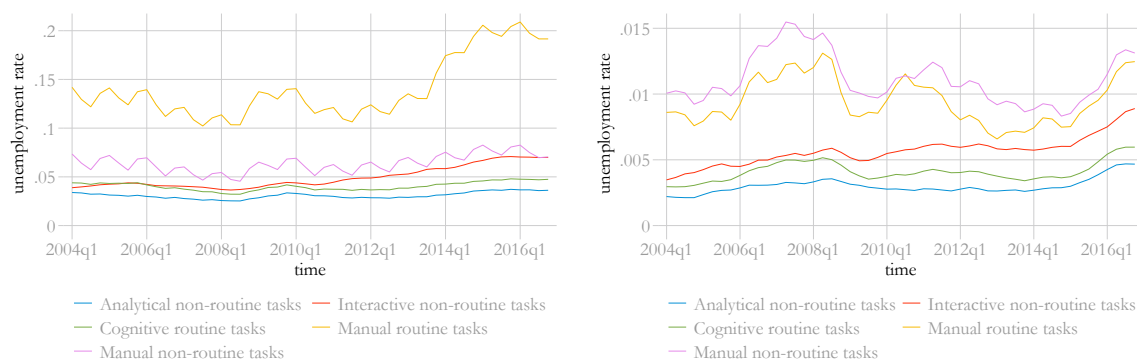 unemployment rate
.2
.15
.1
.05
0
2004q1 2006q1 2008q1 2010q1 2012q1 2014q1 2016q1
time
Analytical non-routine tasks Interactive non-routine tasks
Cognitive routine tasks Manual routine tasks
Manual non-routine tasks
unemployment rate
.015
.01
.005
0
2004q1 2006q1 2008q1 2010q1 2012q1 2014q1 2016q1
time
Analytical non-routine tasks Interactive non-routine tasks
Cognitive routine tasks Manual routine tasks
Manual non-routine tasks